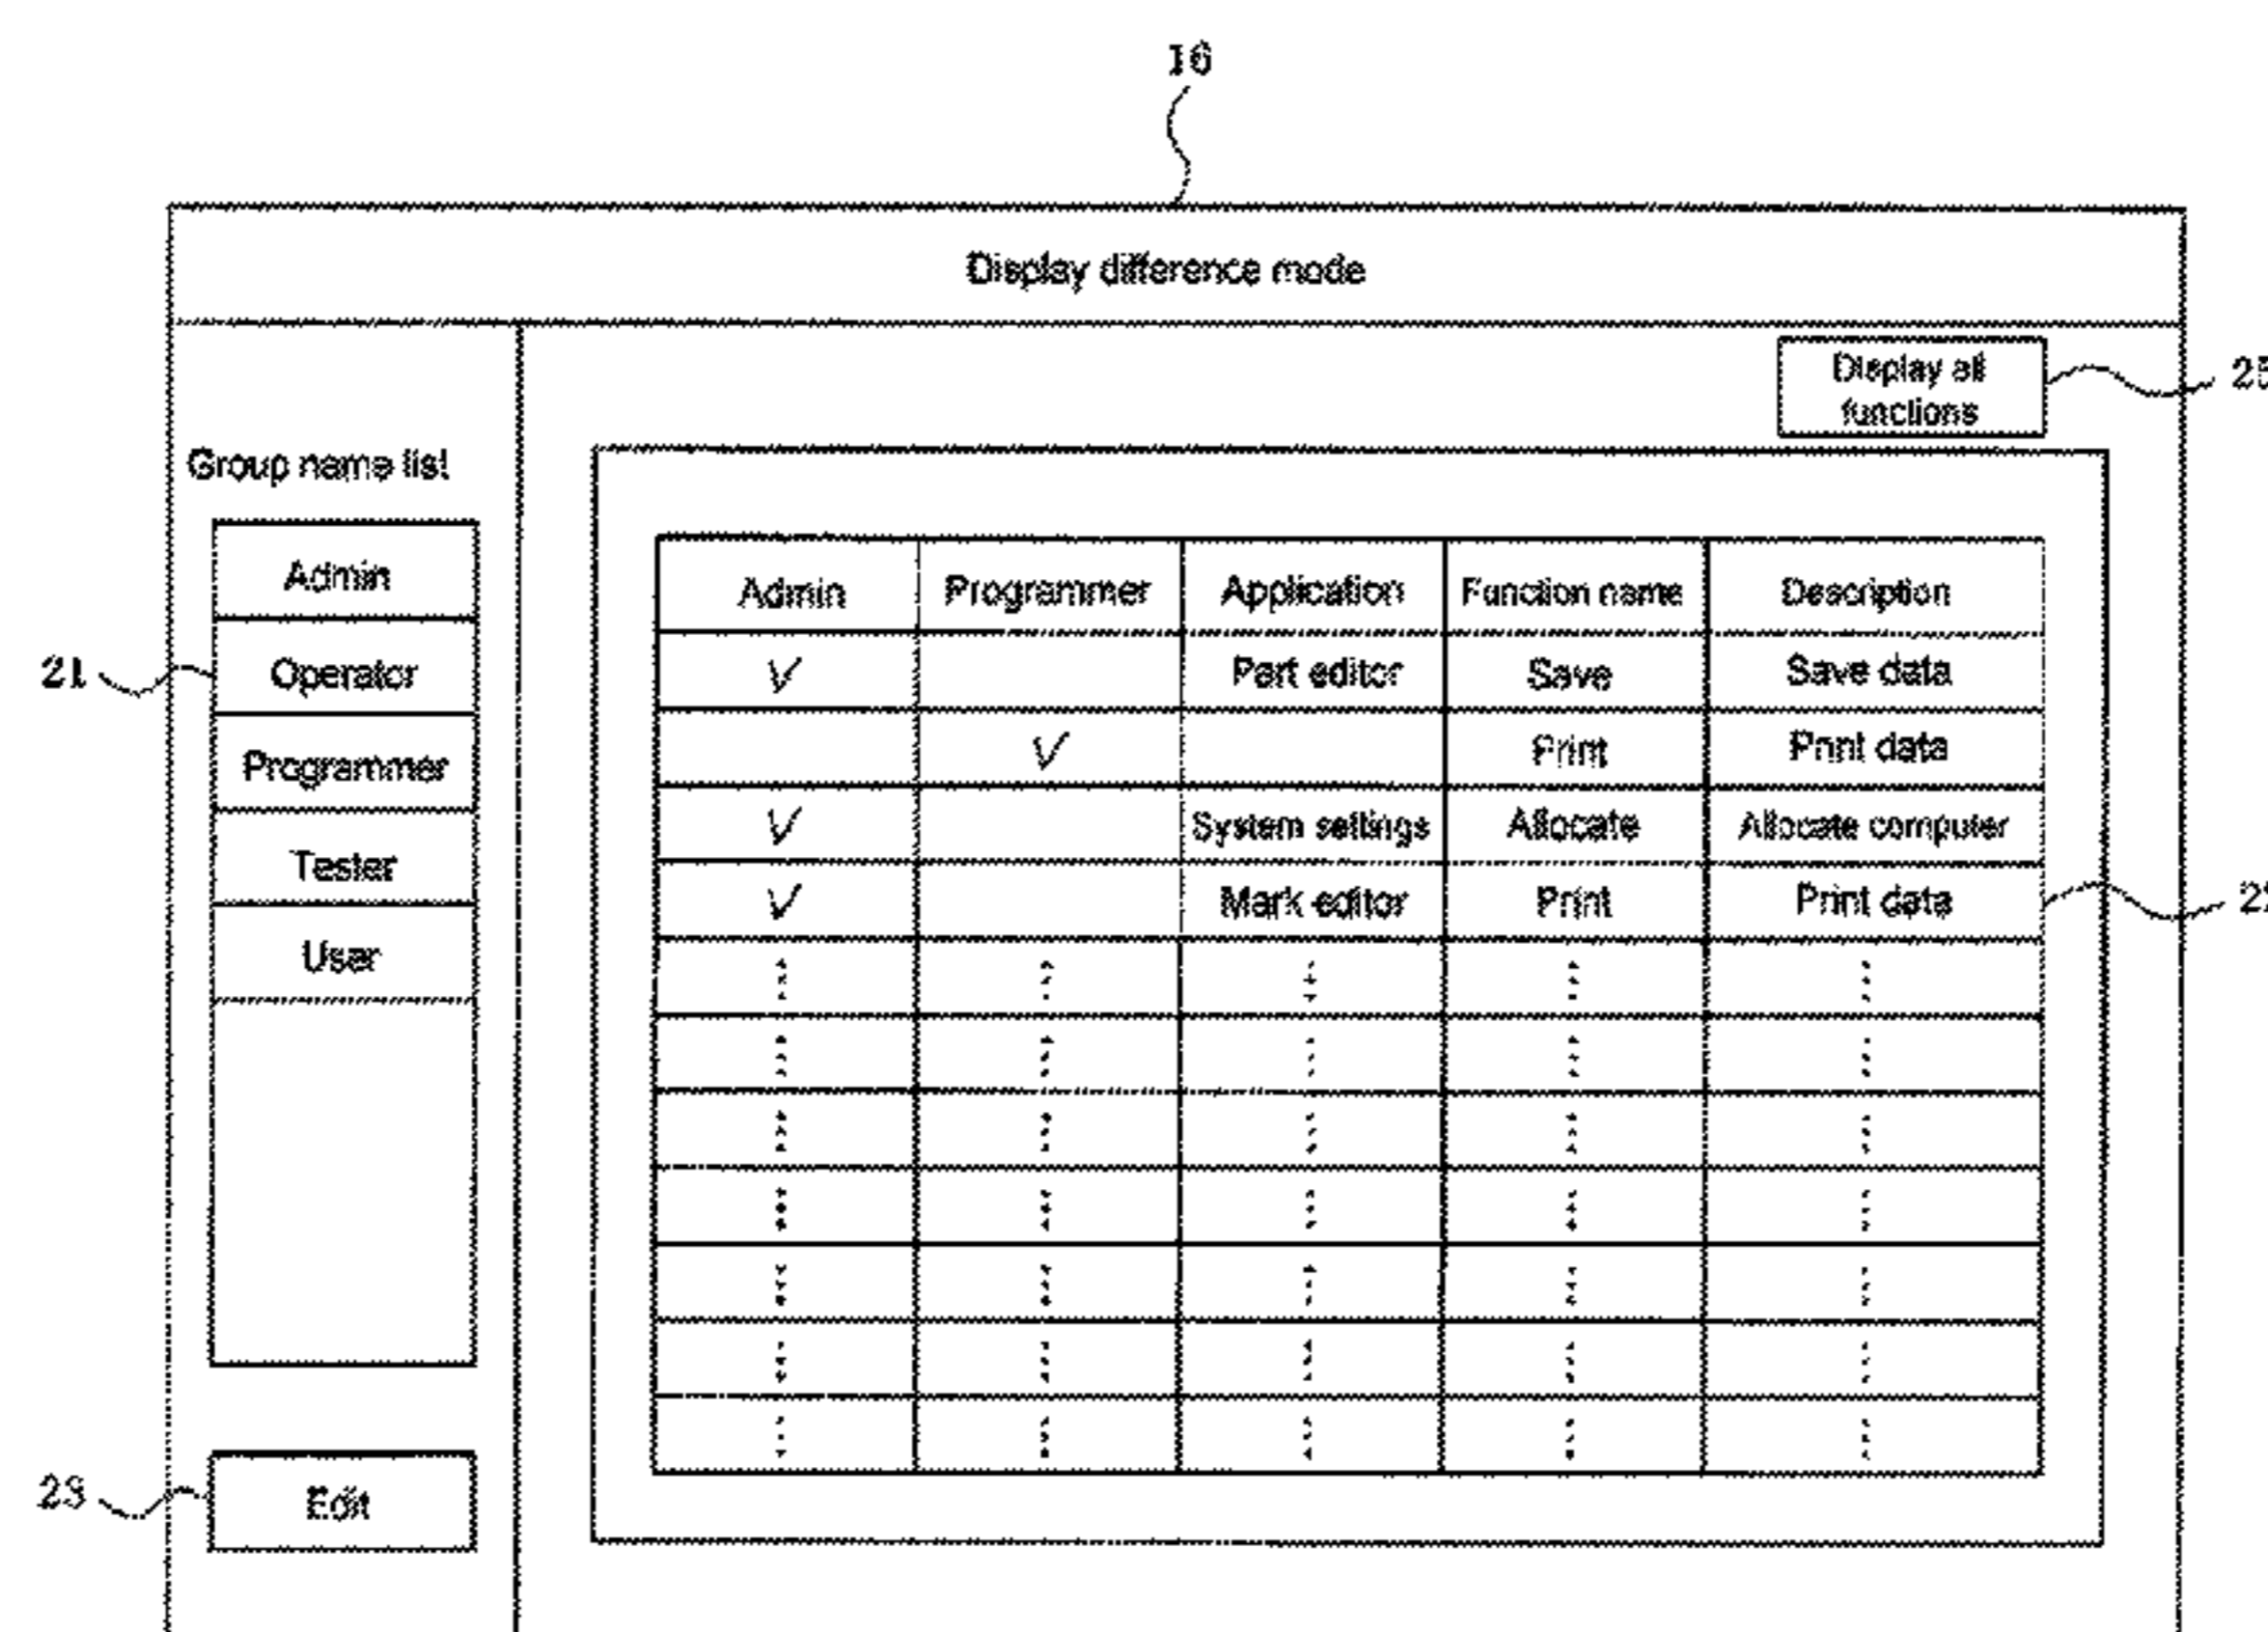 16
Display difference mode
Display all
functions
Group name list
Admin
Operator
Programmer
Tester
User
21
Edit
23
Admin Programmer Application Function name Description
✓ Part editor Save Save data
✓ Print Print data
✓ System settings Allocate Allocate computer
✓ Mark editor Print Print data